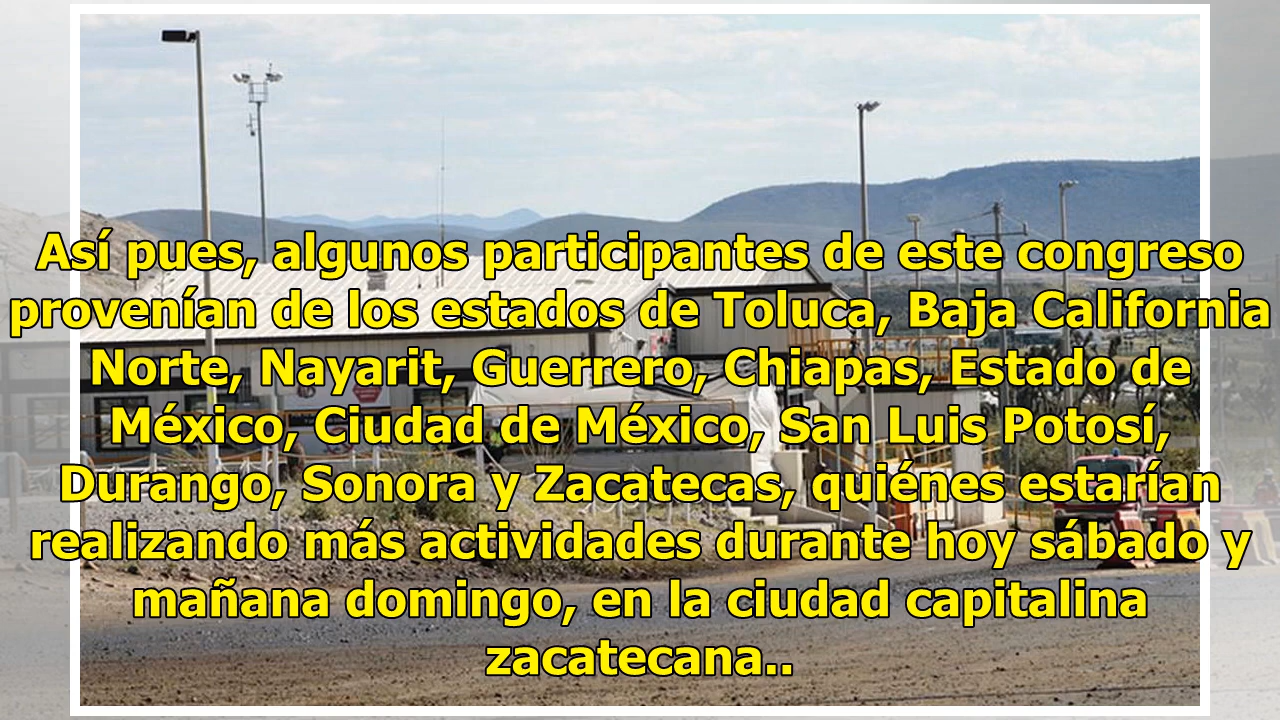 Así pues, algunos participantes de este congreso
provenían de los estados de Toluca, Baja California
Norte, Nayarit, Guerrero, Chiapas, Estado de
México, Ciudad de México, San Luis Potosí,
Durango, Sonora y Zacatecas, quiénes estarían
realizando más actividades durante hoy sábado y
mañana domingo, en la ciudad capitalina
zacatecana..